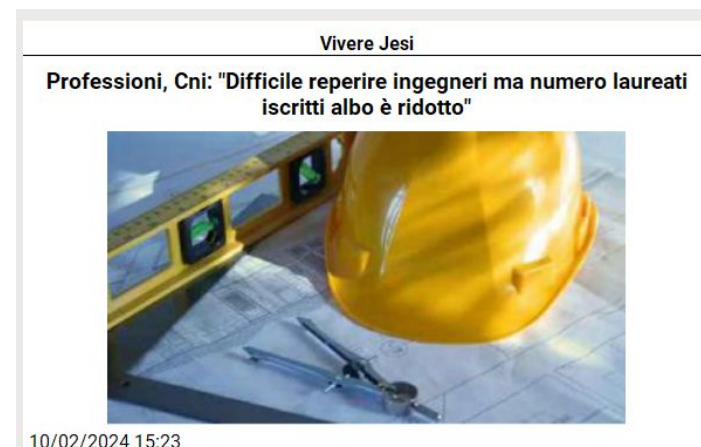 Vivere Jesi
Professioni, Cni: "Difficile reperire ingegneri ma numero laureati
iscritti albo è ridotto"
10/02/2024 15:23